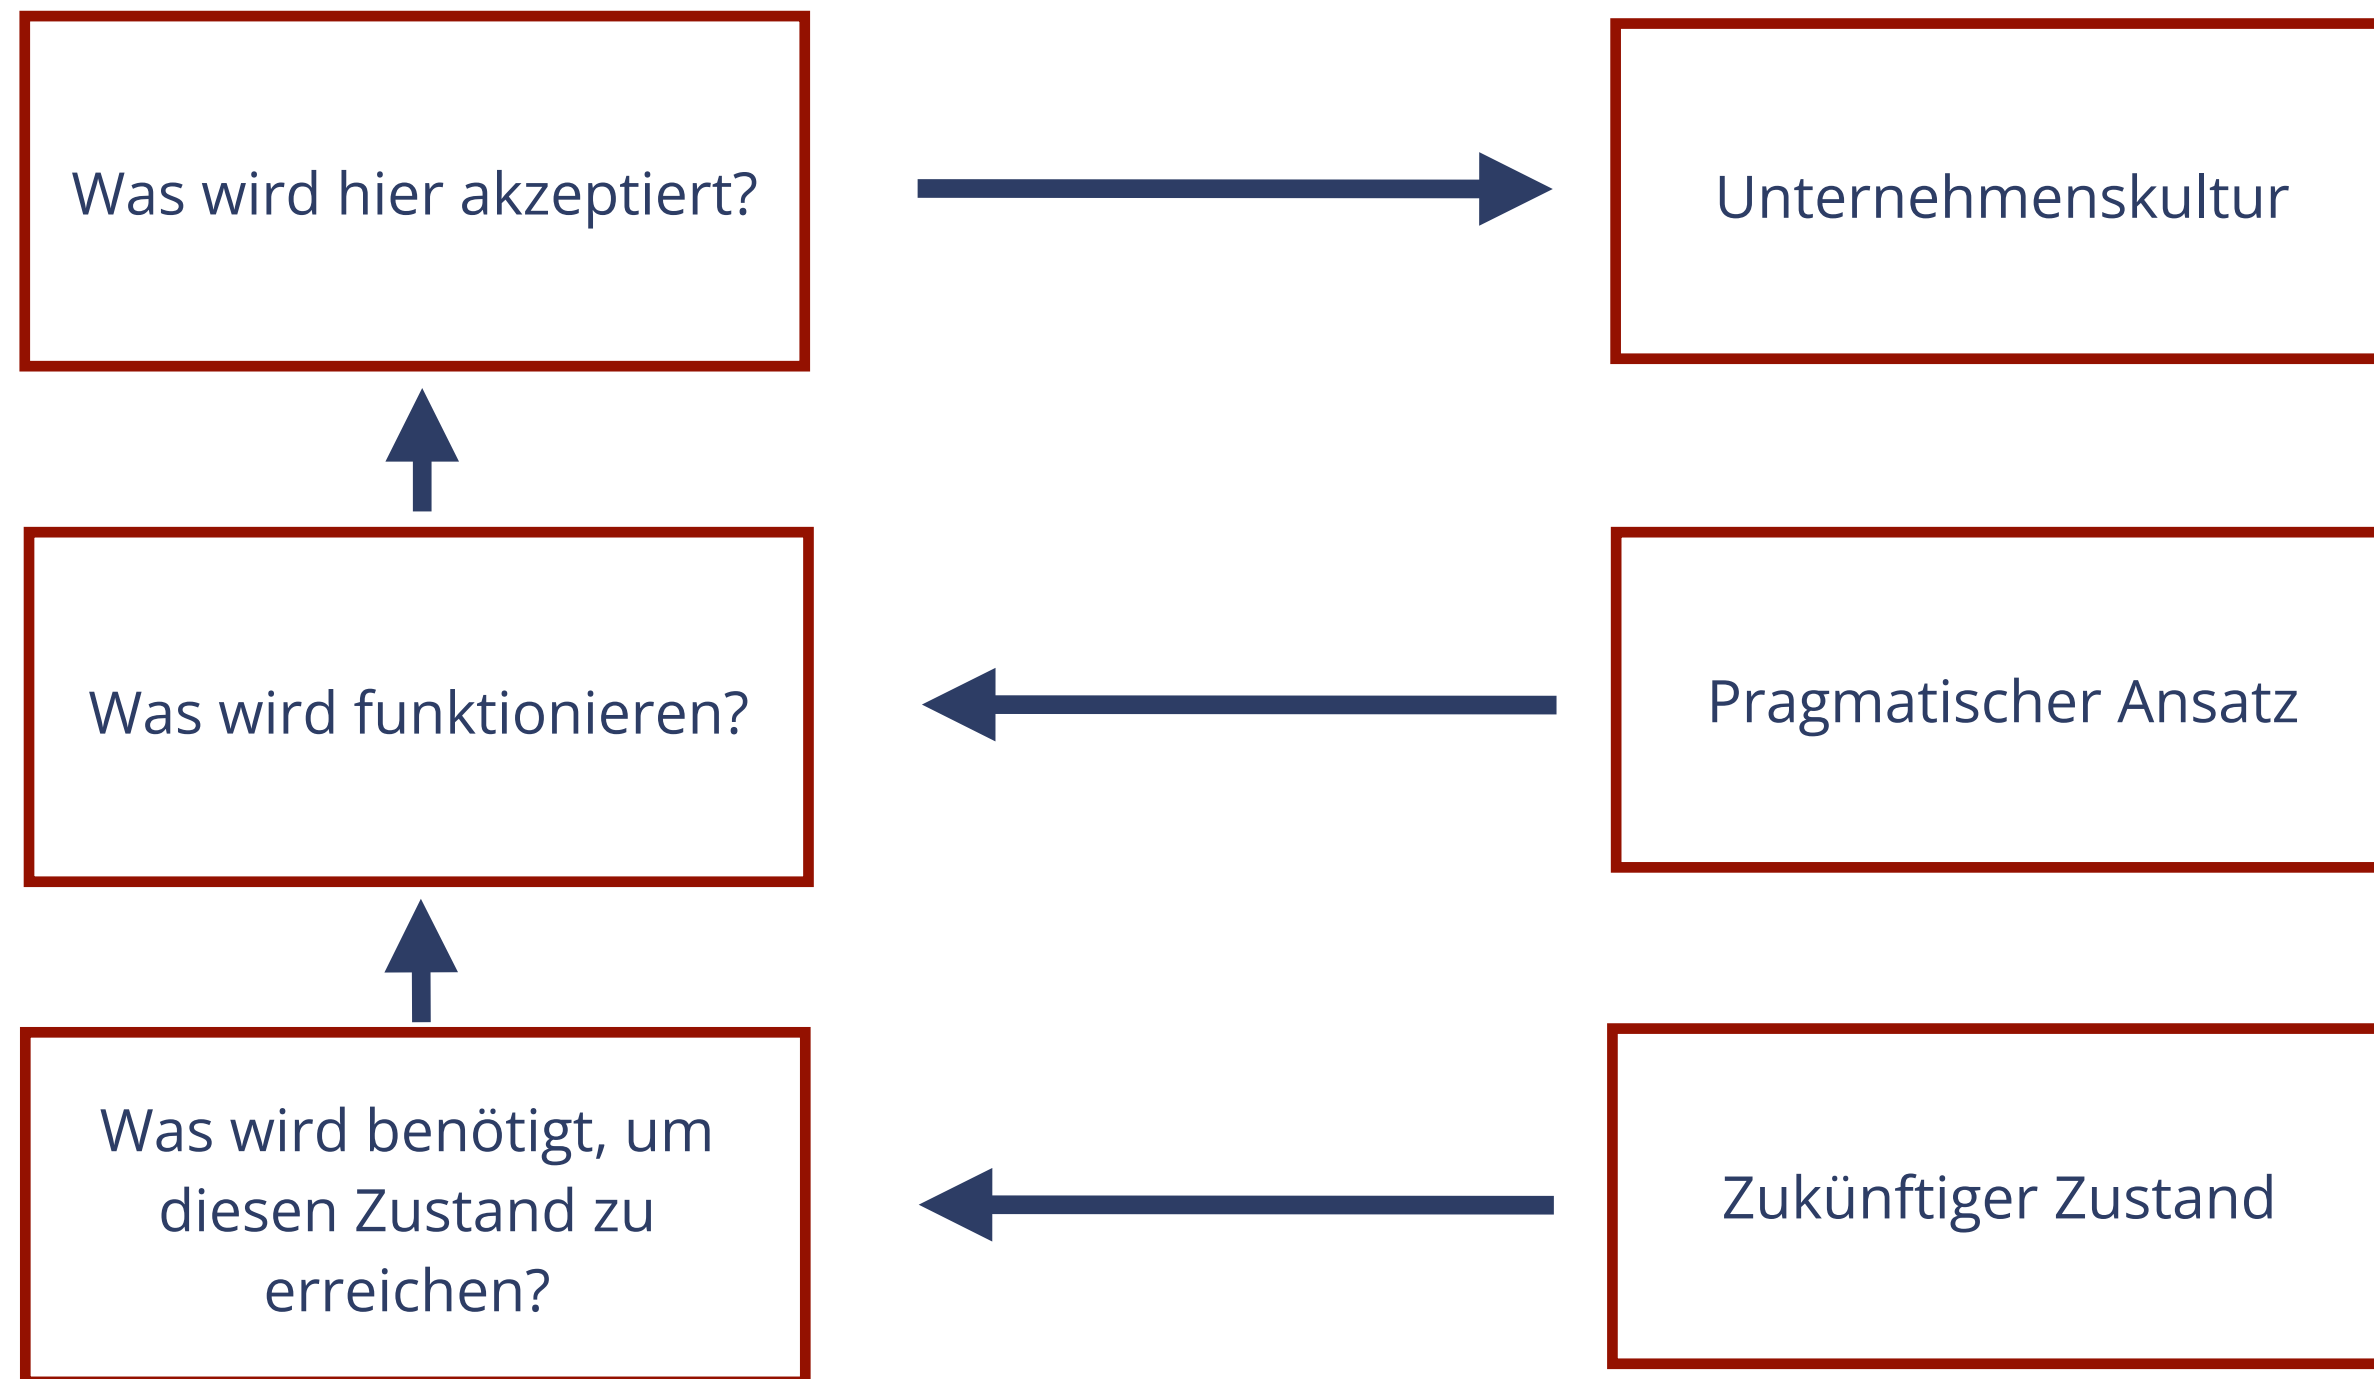 Was wird hier akzeptiert?
Unternehmenskultur
Was wird funktionieren?
Pragmatischer Ansatz
Was wird benötigt, um
diesen Zustand zu
erreichen?
Zukünftiger Zustand